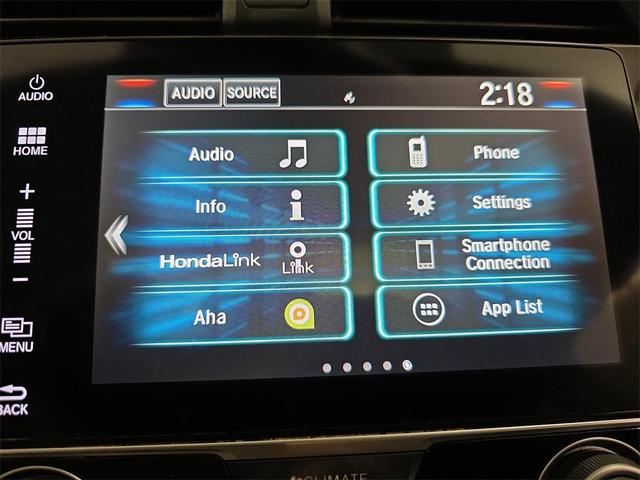 AUDIO
HOME
+
VOL
−
MENU
BACK
AUDIO SOURCE 2:18
Audio
Phone
Info
Settings
HondaLink Link
Smartphone
Connection
Aha
App List
CLIMATE